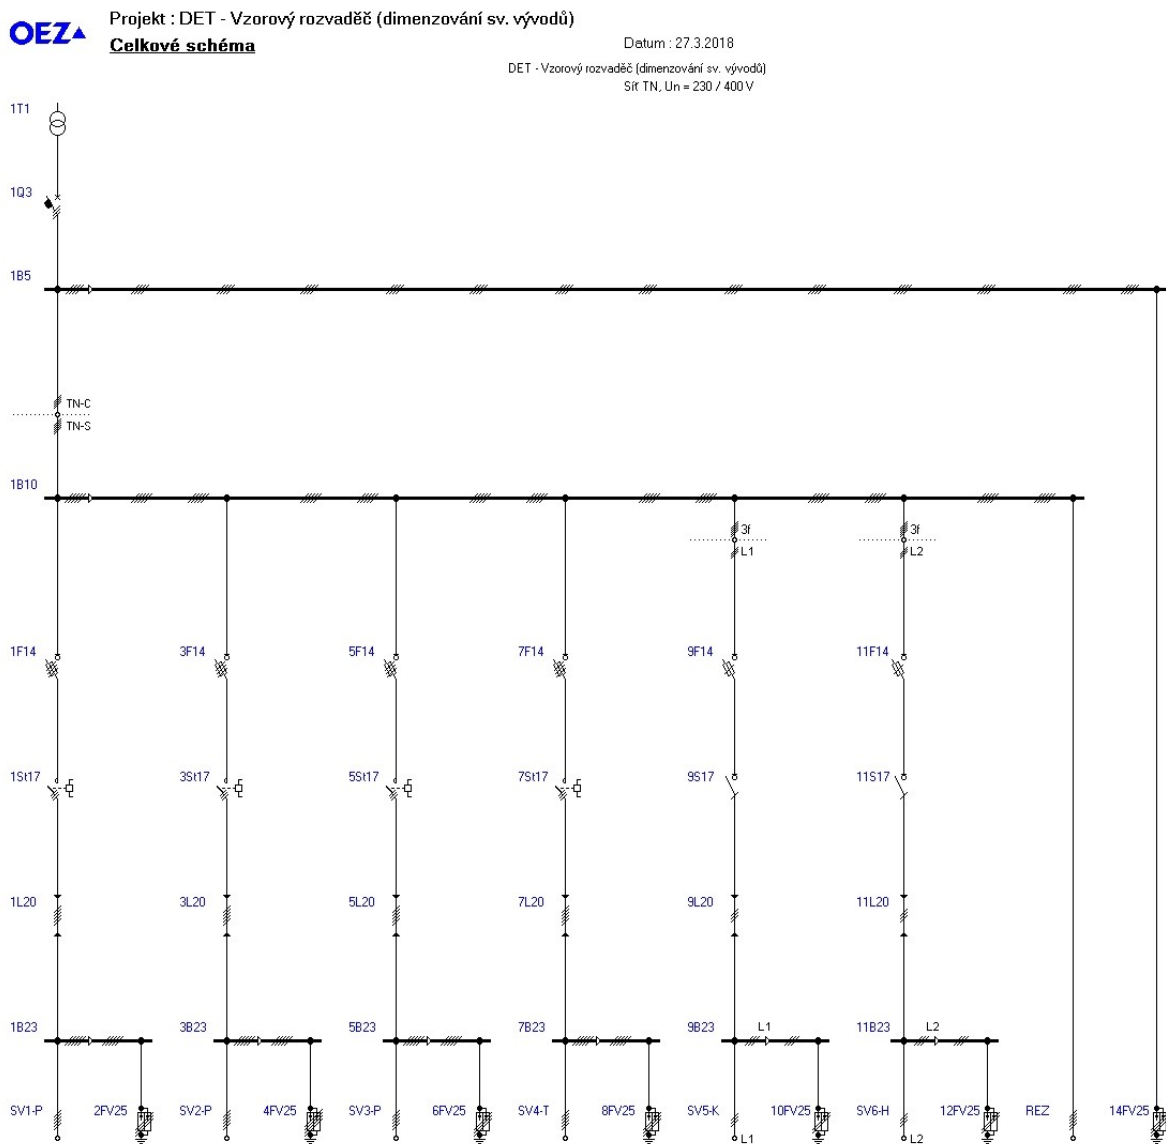 OEZ
Projekt : DET - Vzorový rozvaděč (dimenzování sv. vývodů)
Celkové schéma
Datum : 27.3.2018
DET - Vzorový rozvaděč (dimenzování sv. vývodů)
Síť TN, Un = 230 / 400 V
1T1
1Q3
1B5
TN-C
TN-S
1B10
3f 3f
L1 L2
1F14 3F14 5F14 7F14 9F14 11F14
1St17 3St17 5St17 7St17 9S17 11S17
1L20 3L20 5L20 7L20 9L20 11L20
1B23 3B23 5B23 7B23 9B23 L1 11B23 L2
SV1-P 2FV25 SV2-P 4FV25 SV3-P 6FV25 SV4-T 8FV25 SV5-K 10FV25 SV6-H 12FV25 REZ 14FV25
L1 L2